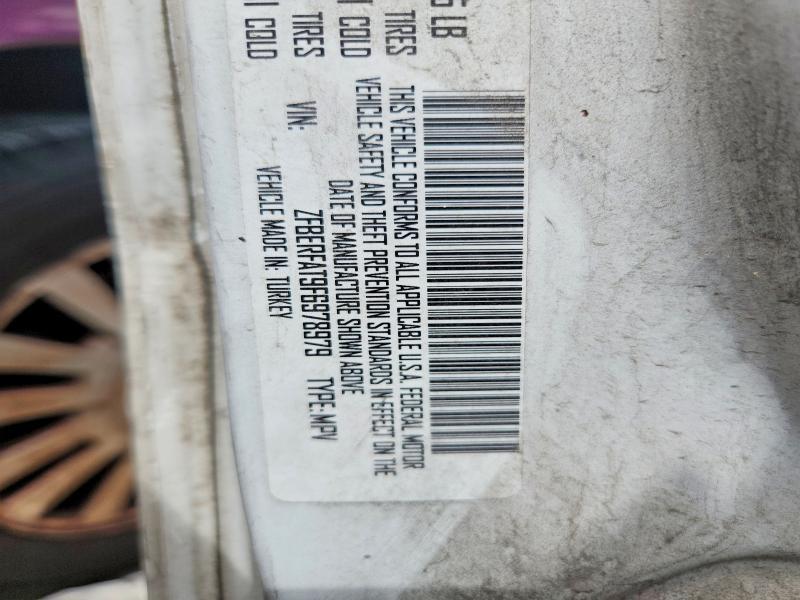 LB
TIRES
COLD
TIRES
COLD
THIS VEHICLE CONFORMS TO ALL APPLICABLE U.S.A. FEDERAL MOTOR
VEHICLE SAFETY AND THEFT PREVENTION STANDARDS IN EFFECT ON THE
DATE OF MANUFACTURE SHOWN ABOVE
VIN: ZFBERFAT9F6978979 TYPE: MPV
VEHICLE MADE IN: TURKEY